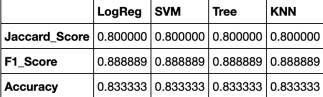 LogReg SVM Tree KNN
Jaccard_Score 0.800000 0.800000 0.800000 0.800000
F1_Score 0.888889 0.888889 0.888889 0.888889
Accuracy 0.833333 0.833333 0.833333 0.833333